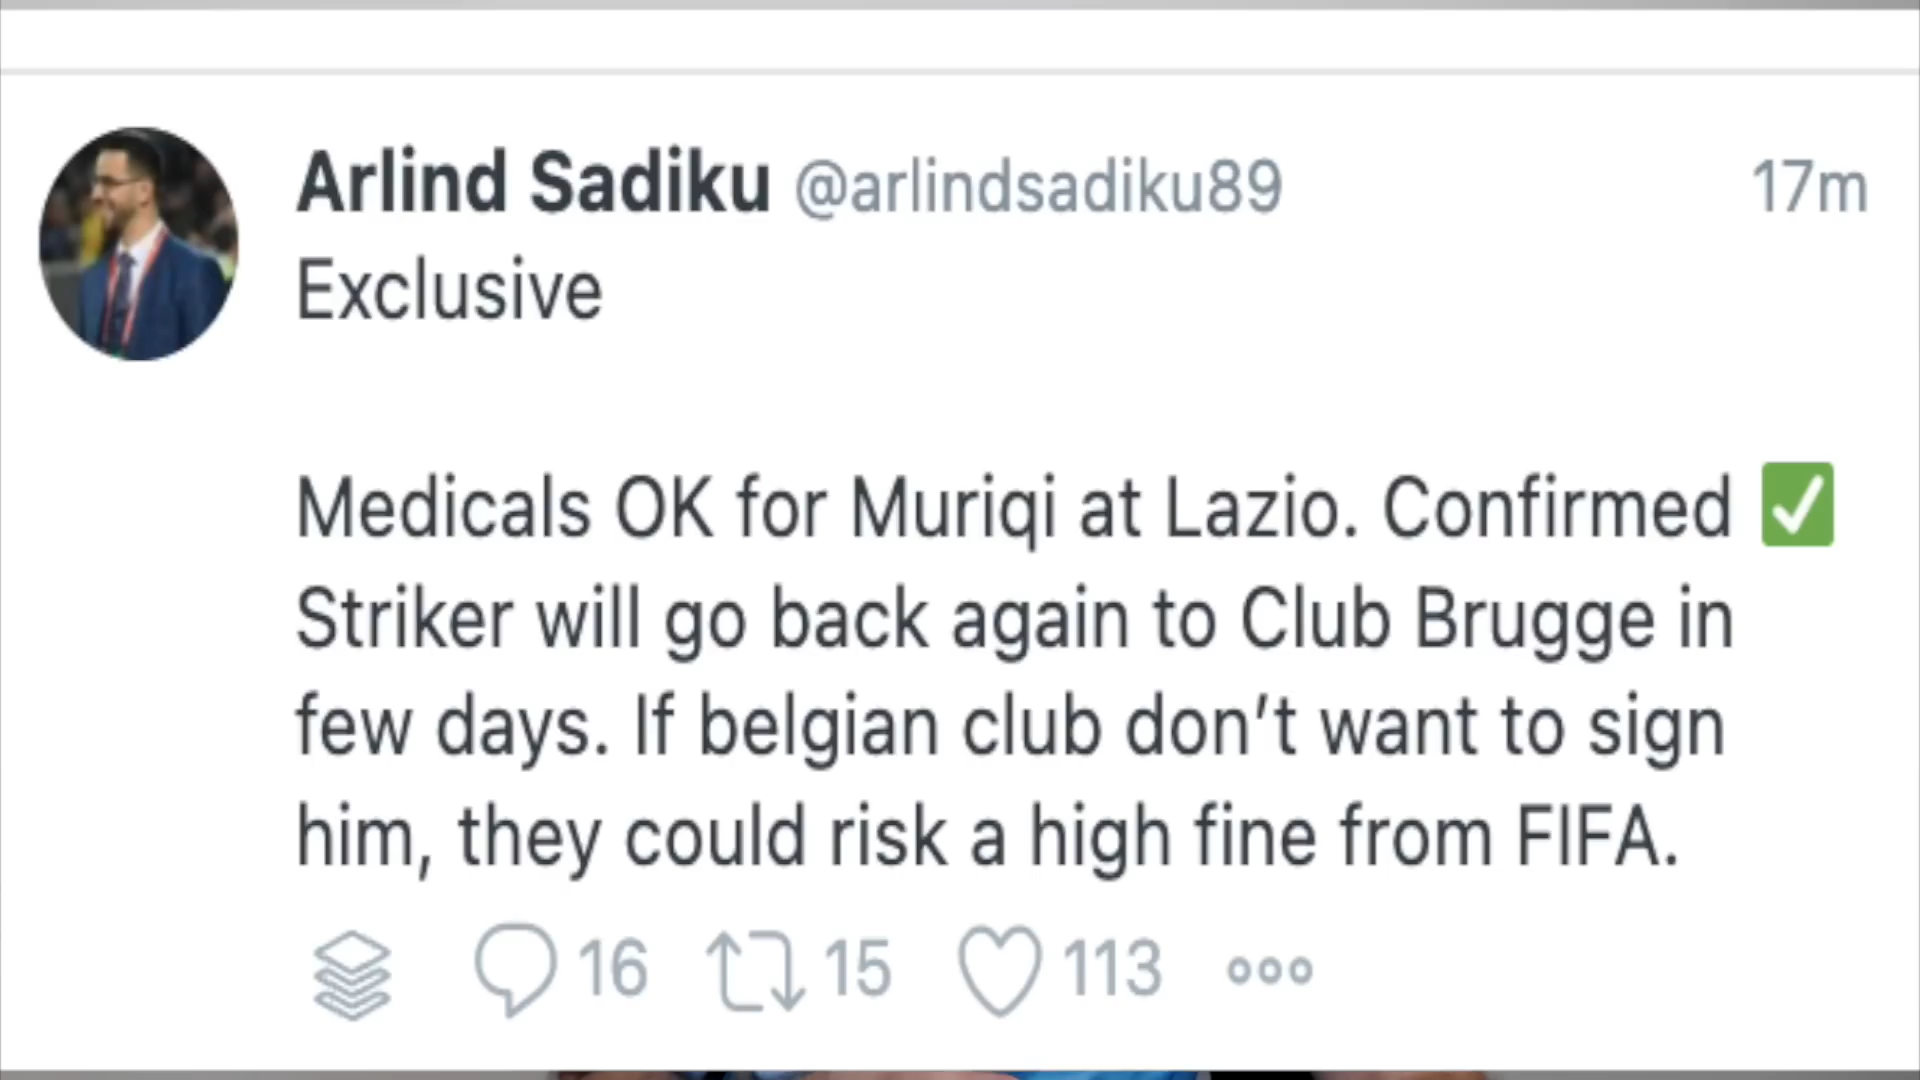 Arlind Sadiku @arlindsadiku89 17m
Exclusive
Medicals OK for Muriqi at Lazio. Confirmed ✅
Striker will go back again to Club Brugge in
few days. If belgian club don’t want to sign
him, they could risk a high fine from FIFA.
16 15 113